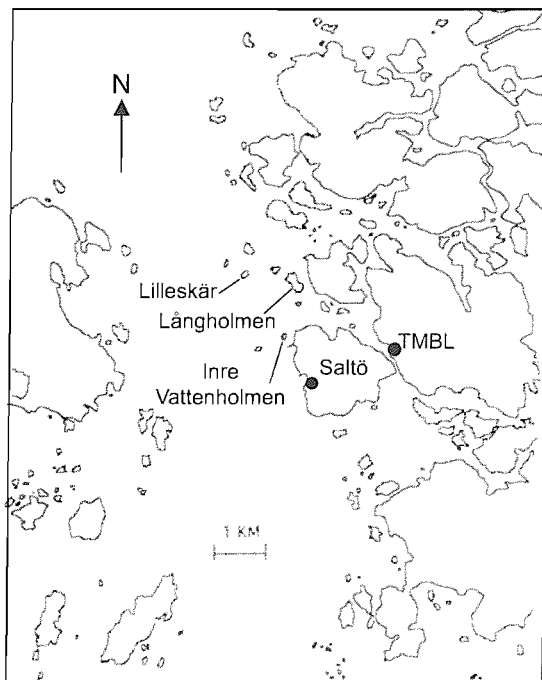 N
Lilleskär
Långholmen
TMBL
Inre
Vattenholmen
Saltö
1 KM